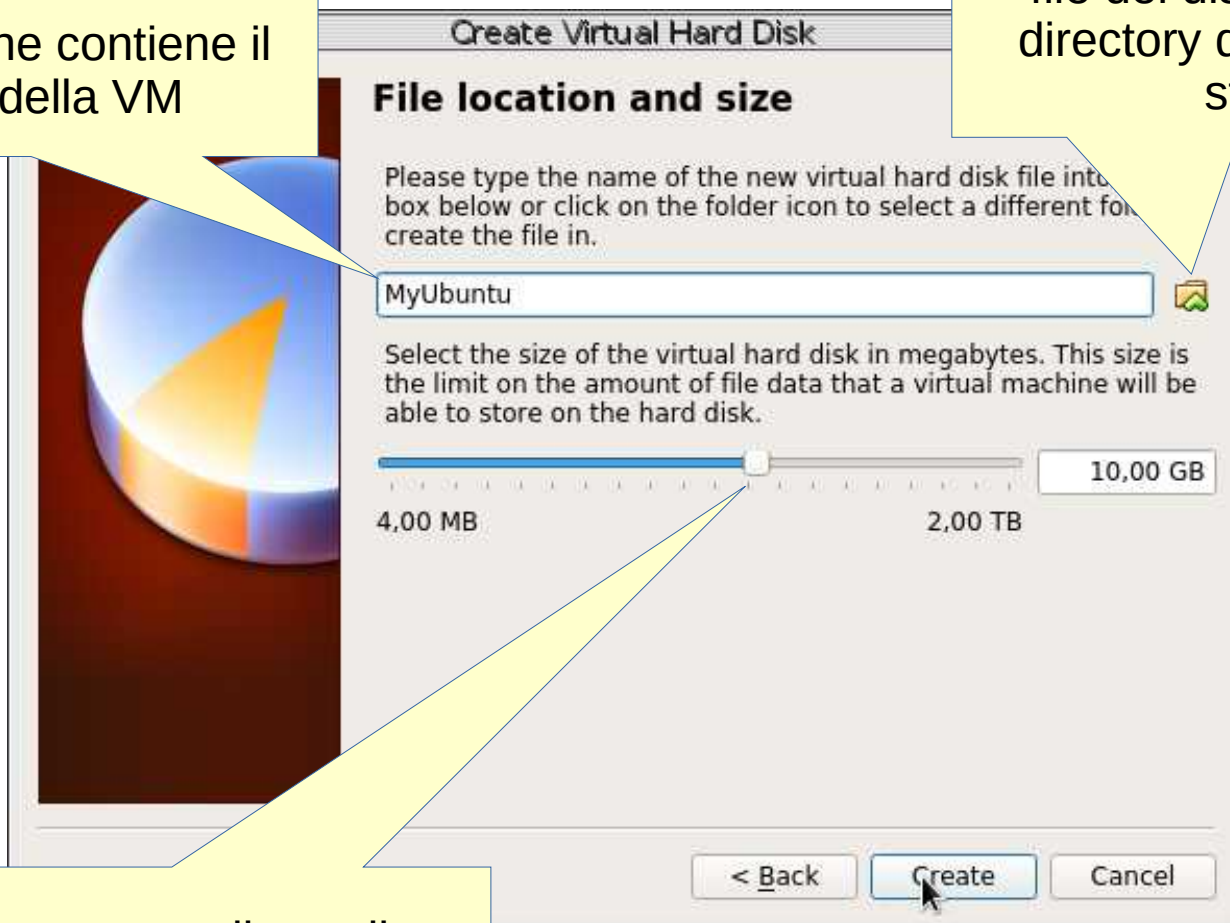 Create Virtual Hard Disk
che contiene il
della VM
directory
File location and size
Please type the name of the new virtual hard disk file into
box below or click on the folder icon to select a different
create the file in.
MyUbuntu
Select the size of the virtual hard disk in megabytes. This size is
the limit on the amount of file data that a virtual machine will be
able to store on the hard disk.
10,00 GB
4,00 MB
2,00 TB
< Back
Create
Cancel